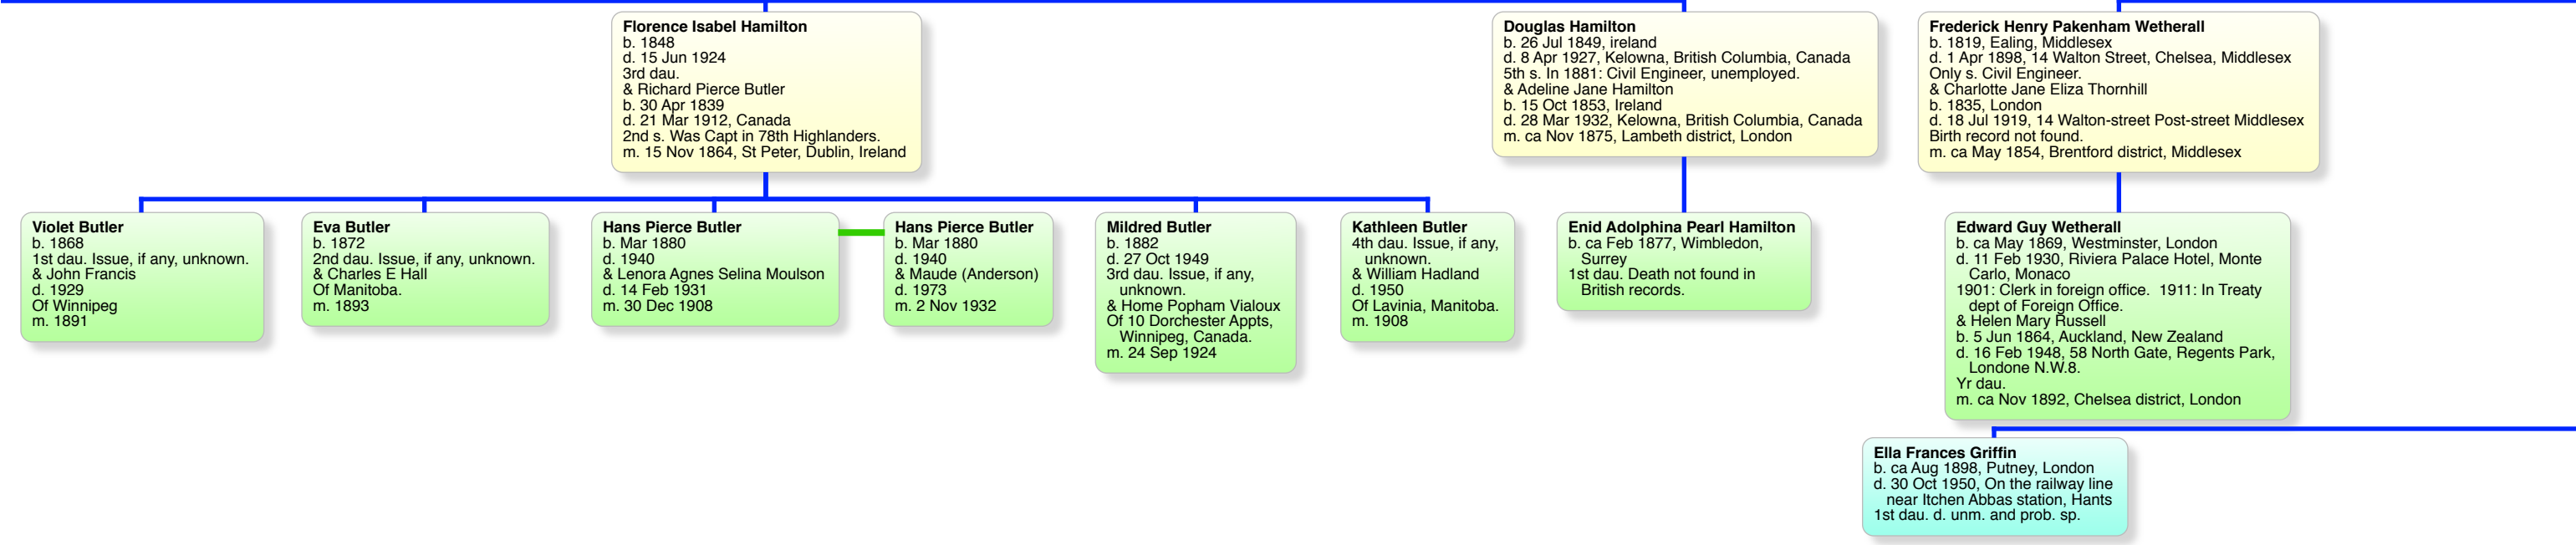 Florence Isabel Hamilton
b. 1848
d. 15 Jun 1924
3rd dau.
& Richard Pierce Butler
b. 30 Apr 1839
d. 21 Mar 1912, Canada
2nd s. Was Capt in 78th Highlanders.
m. 15 Nov 1864, St Peter, Dublin, Ireland
Douglas Hamilton
b. 26 Jul 1849, ireland
d. 8 Apr 1927, Kelowna, British Columbia, Canada
5th s. In 1881: Civil Engineer, unemployed.
& Adeline Jane Hamilton
b. 15 Oct 1853, Ireland
d. 28 Mar 1932, Kelowna, British Columbia, Canada
m. ca Nov 1875, Lambeth district, London
Frederick Henry Pakenham Wetherall
b. 1819, Ealing, Middlesex
d. 1 Apr 1898, 14 Walton Street, Chelsea, Middlesex
Only s. Civil Engineer.
& Charlotte Jane Eliza Thornhill
b. 1835, London
d. 18 Jul 1919, 14 Walton-street Post-street Middlesex
Birth record not found.
m. ca May 1854, Brentford district, Middlesex
Violet Butler
b. 1868
1st dau. Issue, if any, unknown.
& John Francis
d. 1929
Of Winnipeg
m. 1891
Eva Butler
b. 1872
2nd dau. Issue, if any, unknown.
& Charles E Hall
Of Manitoba.
m. 1893
Hans Pierce Butler
b. Mar 1880
d. 1940
& Lenora Agnes Selina Moulson
d. 14 Feb 1931
m. 30 Dec 1908
Hans Pierce Butler
b. Mar 1880
d. 1940
& Maude (Anderson)
d. 1973
m. 2 Nov 1932
Mildred Butler
b. 1882
d. 27 Oct 1949
3rd dau. Issue, if any,
unknown.
& Home Popham Vialoux
Of 10 Dorchester Appts,
Winnipeg, Canada.
m. 24 Sep 1924
Kathleen Butler
4th dau. Issue, if any,
unknown.
& William Hadland
d. 1950
Of Lavinia, Manitoba.
m. 1908
Enid Adolphina Pearl Hamilton
b. ca Feb 1877, Wimbledon,
Surrey
1st dau. Death not found in
British records.
Edward Guy Wetherall
b. ca May 1869, Westminster, London
d. 11 Feb 1930, Riviera Palace Hotel, Monte
Carlo, Monaco
1901: Clerk in foreign office.  1911: In Treaty
dept of Foreign Office.
& Helen Mary Russell
b. 5 Jun 1864, Auckland, New Zealand
d. 16 Feb 1948, 58 North Gate, Regents Park,
Londone N.W.8.
Yr dau.
m. ca Nov 1892, Chelsea district, London
Ella Frances Griffin
b. ca Aug 1898, Putney, London
d. 30 Oct 1950, On the railway line
near Itchen Abbas station, Hants
1st dau. d. unm. and prob. sp.